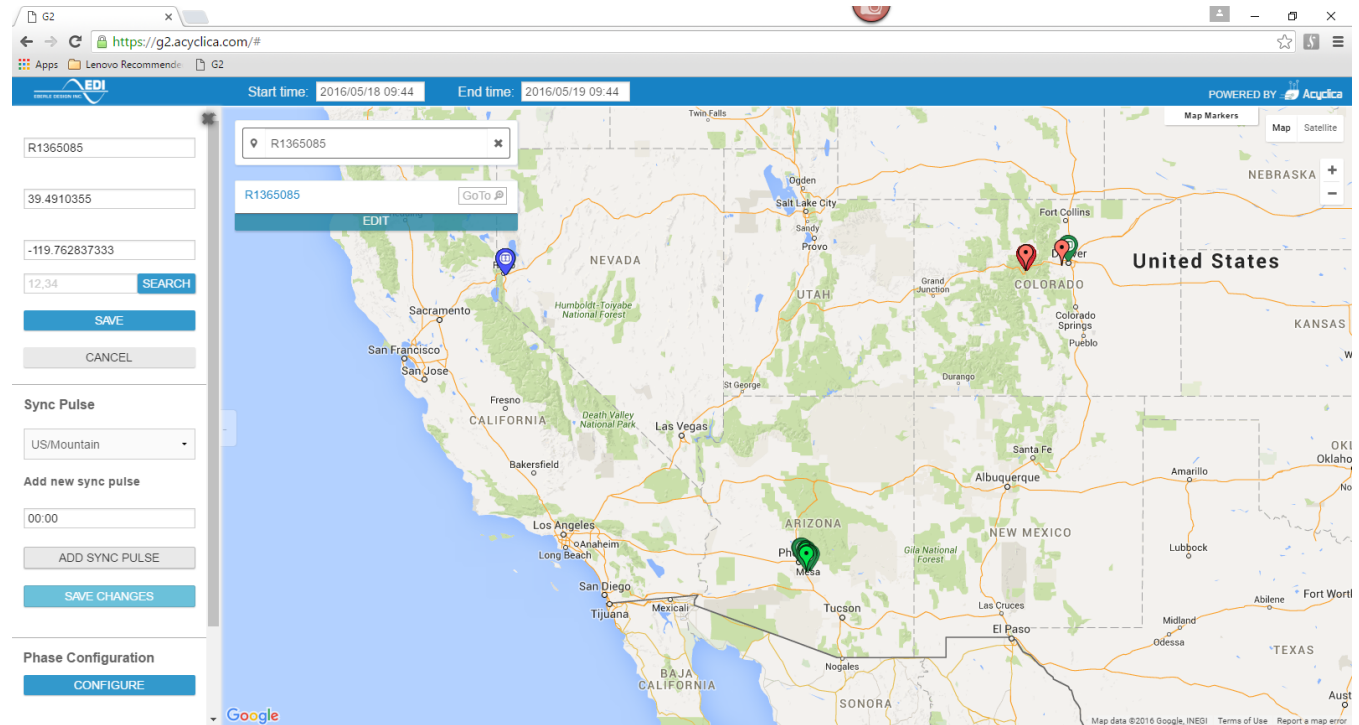 G2
https://g2.acyclica.com/#
Apps
Lenovo Recommende
G2
EDI
EBERLE DESIGN INC.
Start time: 2016/05/18 09:44 End time: 2016/05/19 09:44
POWERED BY Acyclica
R1365085
39.4910355
-119.762837333
12,34 SEARCH
SAVE
CANCEL
Sync Pulse
US/Mountain
Add new sync pulse
00:00
ADD SYNC PULSE
SAVE CHANGES
Phase Configuration
CONFIGURE
R1365085
R1365085 GoTo
EDIT
Map Markers
Map Satellite
+
−
Twin Falls
NEBRASKA
Ogden
Salt Lake City
Fort Collins
Sandy
Provo
NEVADA
United States
UTAH
Grand Junction
COLORADO
Humboldt-Toiyabe National Forest
Sacramento
Colorado Springs
KANSAS
Pueblo
San Francisco
San Jose
St George
Durango
Fresno
CALIFORNIA
Death Valley National Park
Las Vegas
Santa Fe
Bakersfield
Albuquerque
Amarillo
Los Angeles
Anaheim
Long Beach
ARIZONA
NEW MEXICO
Gila National Forest
Lubbock
Mesa
San Diego
Tijuana
Mexicali
Tucson
Las Cruces
Abilene
Fort Wort
El Paso
Midland
Odessa
TEXAS
Nogales
BAJA CALIFORNIA
SONORA
Aust
Google
Map data ©2016 Google, INEGI Terms of Use Report a map error